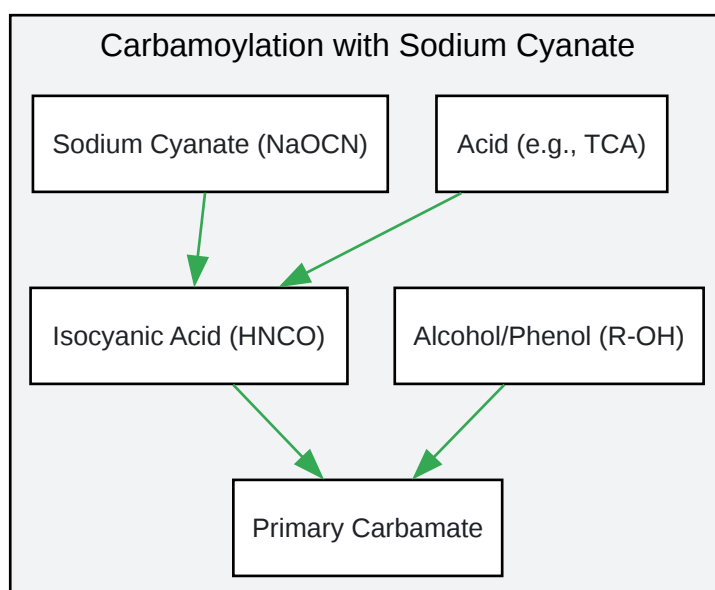 Carbamoylation with Sodium Cyanate
Sodium Cyanate (NaOCN)
Acid (e.g., TCA)
Isocyanic Acid (HNCO)
Alcohol/Phenol (R-OH)
Primary Carbamate